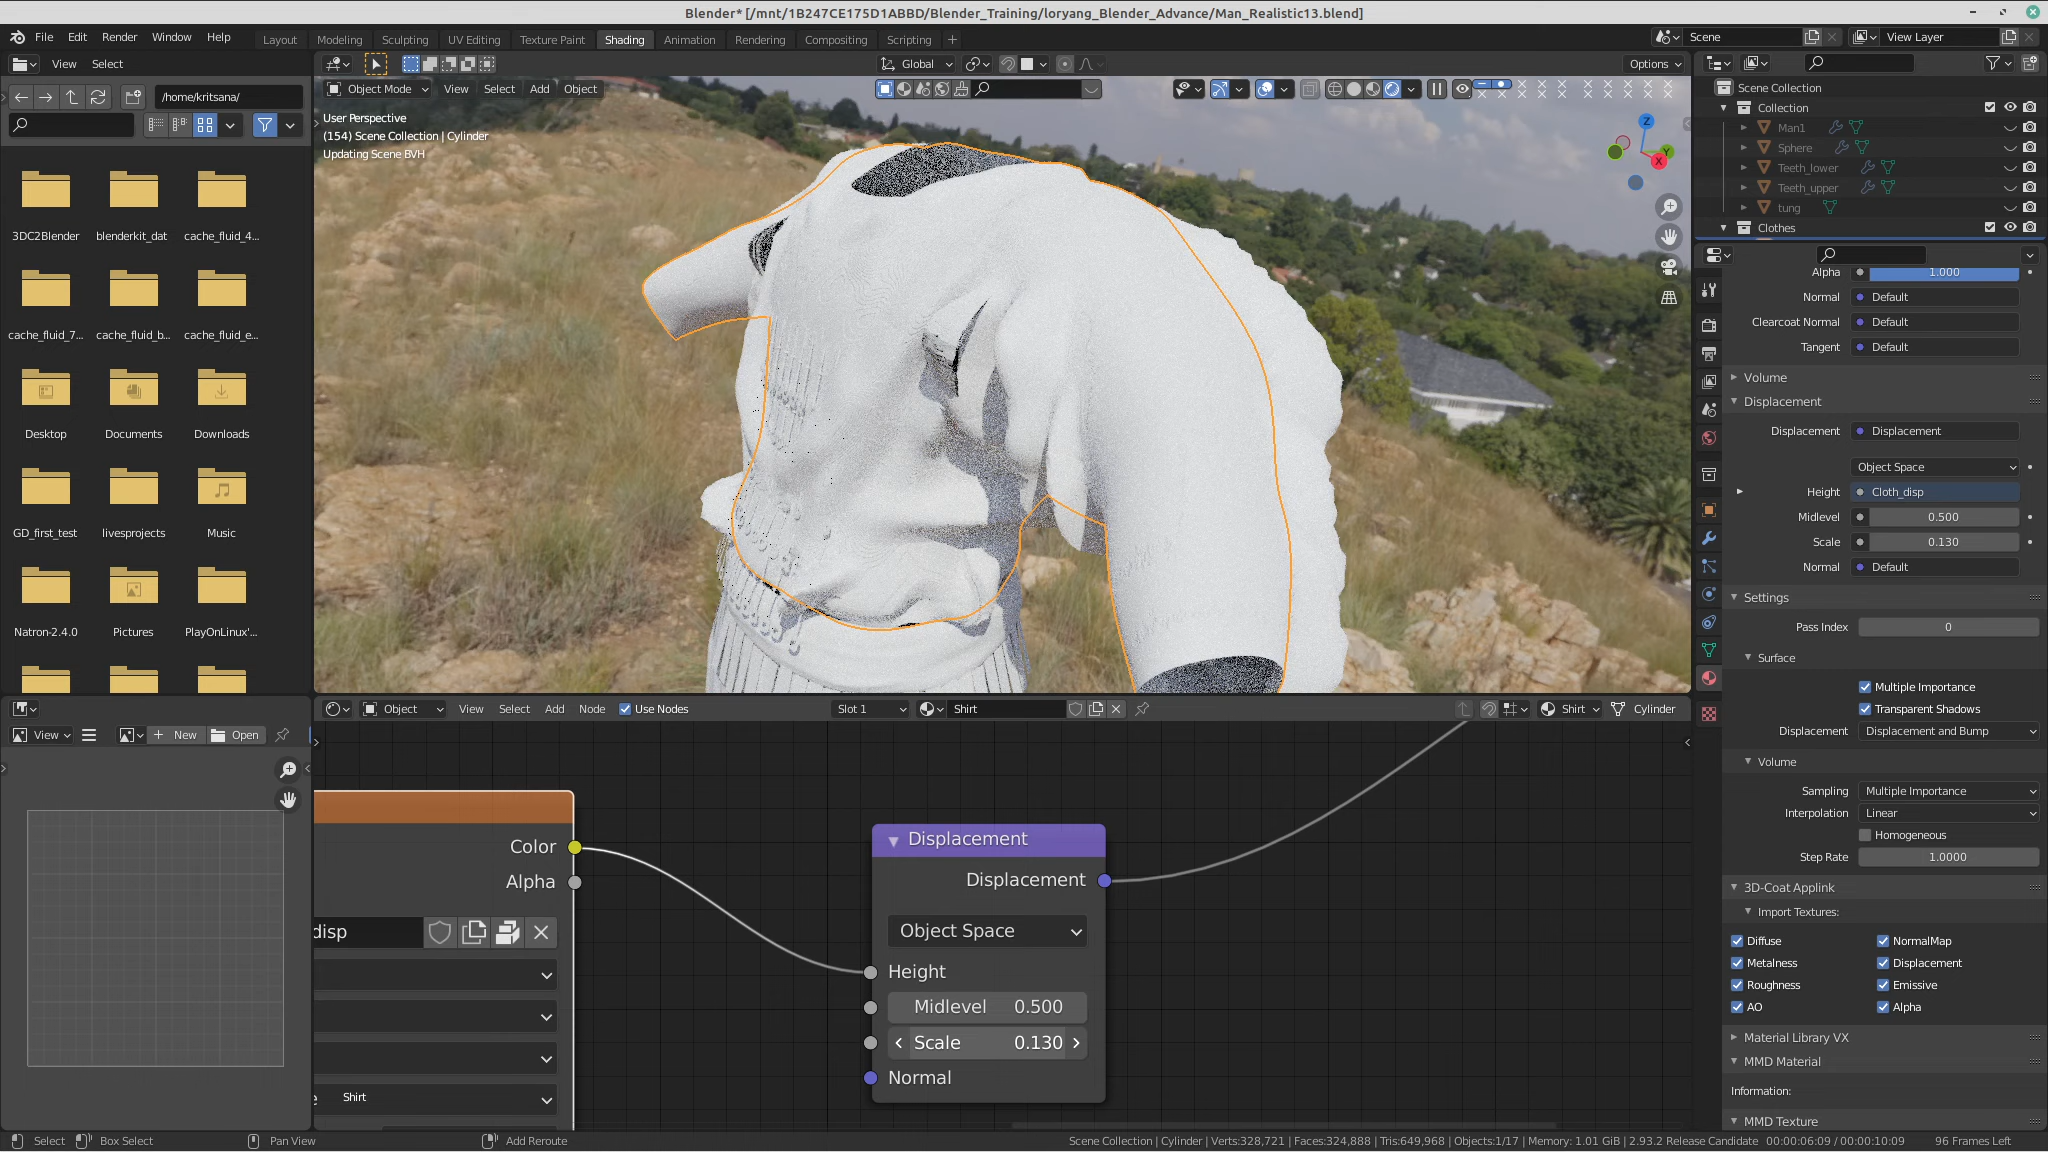 Blender* [/mnt/1B247CE175D1ABBD/Blender_Training/loryang_Blender_Advance/Man_Realistic13.blend]
File Edit Render Window Help
Layout Modeling Sculpting UV Editing Texture Paint Shading Animation Rendering Compositing Scripting +
Scene
View Layer
View Select
Global
Options
/home/kritsana/
Object Mode View Select Add Object
User Perspective
(154) Scene Collection | Cylinder
Updating Scene BVH
Z
Y
X
3DC2Blender blenderkit_dat cache_fluid_4...
cache_fluid_7... cache_fluid_b... cache_fluid_e...
Desktop Documents Downloads
GD_first_test livesprojects Music
Natron-2.4.0 Pictures PlayOnLinux'...
Scene Collection
Collection
Man1
Sphere
Teeth_lower
Teeth_upper
tung
Clothes
Alpha 1.000
Normal Default
Clearcoat Normal Default
Tangent Default
Volume
Displacement
Displacement Displacement
Object Space
Height Cloth_disp
Midlevel 0.500
Scale 0.130
Normal Default
Settings
Pass Index 0
Surface
Multiple Importance
Transparent Shadows
Displacement Displacement and Bump
Volume
Sampling Multiple Importance
Interpolation Linear
Homogeneous
Step Rate 1.0000
3D-Coat Applink
Import Textures:
Diffuse NormalMap
Metalness Displacement
Roughness Emissive
AO Alpha
Material Library VX
MMD Material
Information:
MMD Texture
View + New Open
Object View Select Add Node Use Nodes Slot 1 Shirt Shirt Cylinder
Color
Alpha
disp
e Shirt
Displacement
Displacement
Object Space
Height
Midlevel 0.500
Scale 0.130
Normal
Select Box Select Pan View Add Reroute
Scene Collection | Cylinder | Verts:328,721 | Faces:324,888 | Tris:649,968 | Objects:1/17 | Memory: 1.01 GiB | 2.93.2 Release Candidate 00:00:06:09 / 00:00:10:09 96 Frames Left